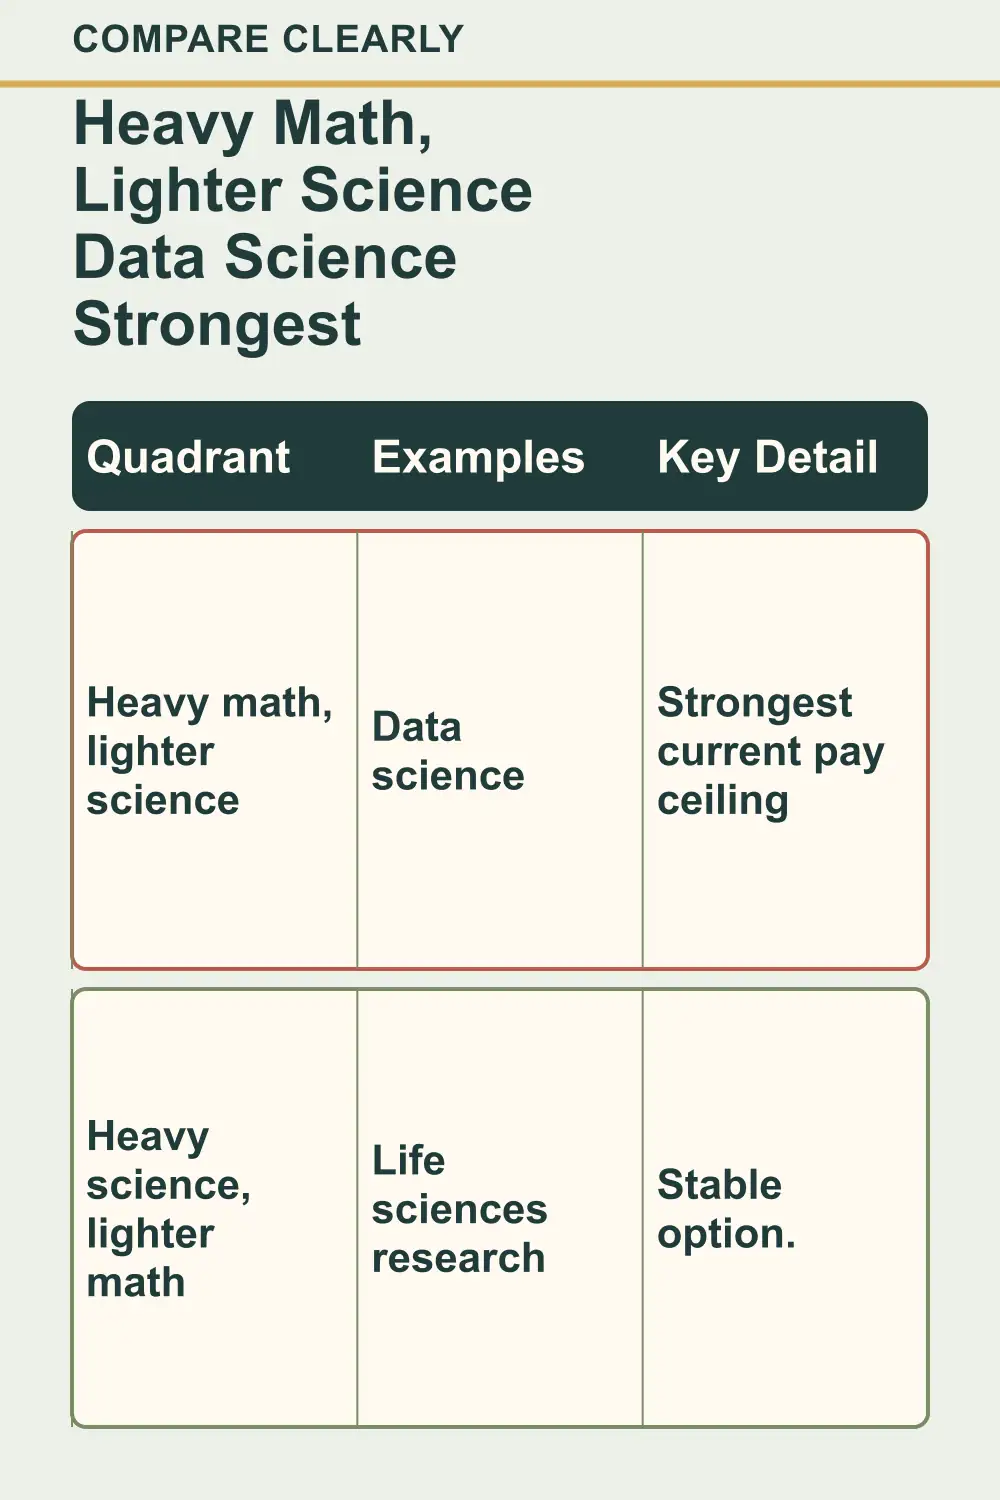 COMPARE CLEARLY
Heavy Math,
Lighter Science
Data Science
Strongest
Quadrant Examples Key Detail
Heavy math,
lighter
science
Data
science
Strongest
current pay
ceiling
Heavy
science,
lighter
math
Life
sciences
research
Stable
option.